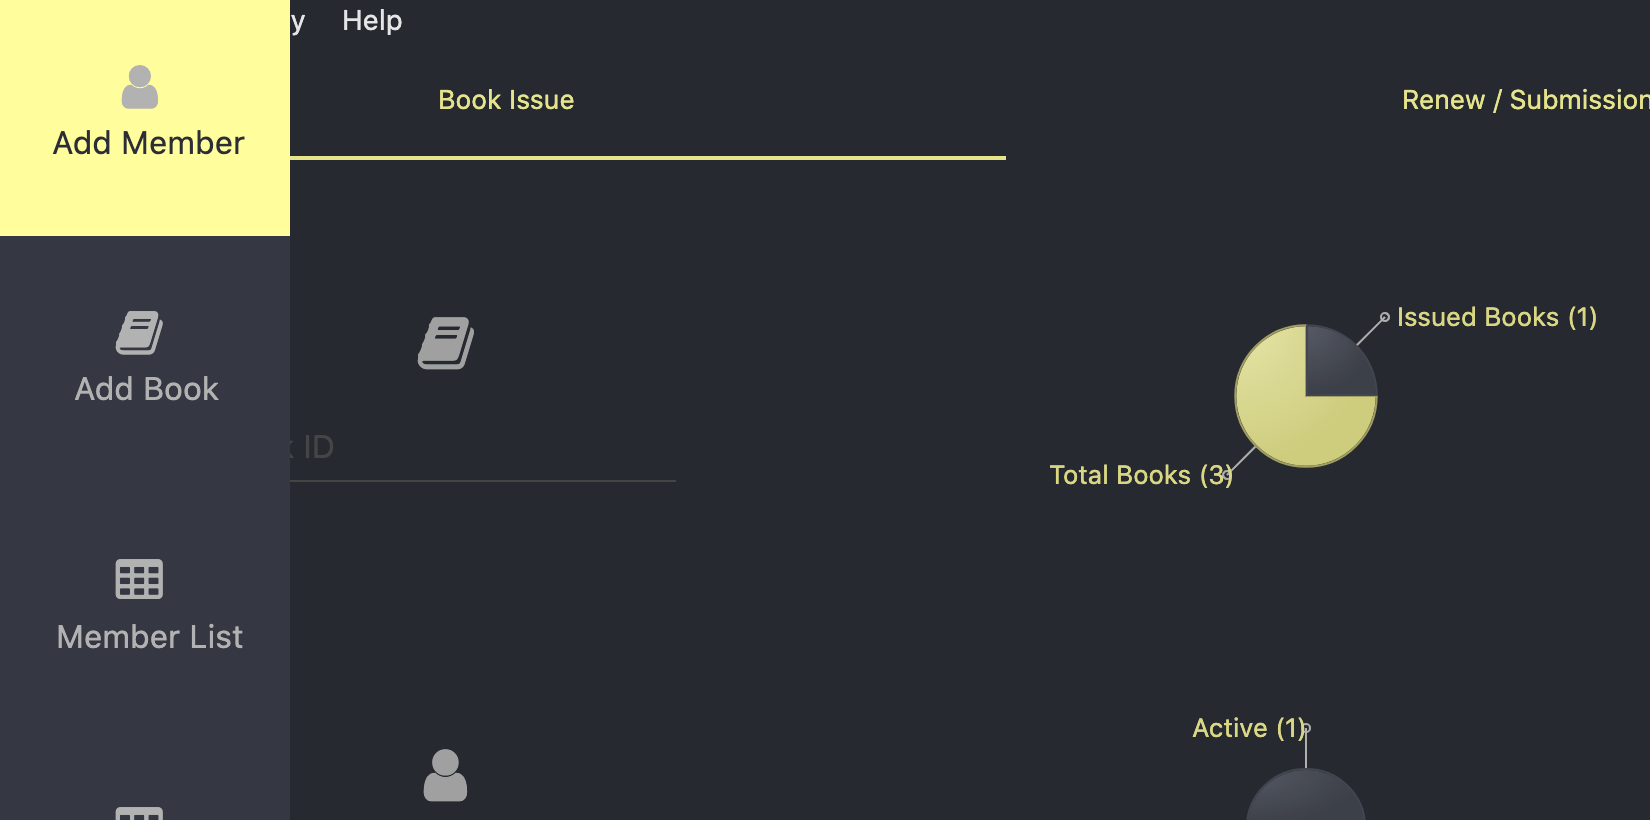 Help
Book Issue
Renew / Submission
Add Member
Add Book
ID
Member List
Issued Books (1)
Total Books (3)
Active (1)